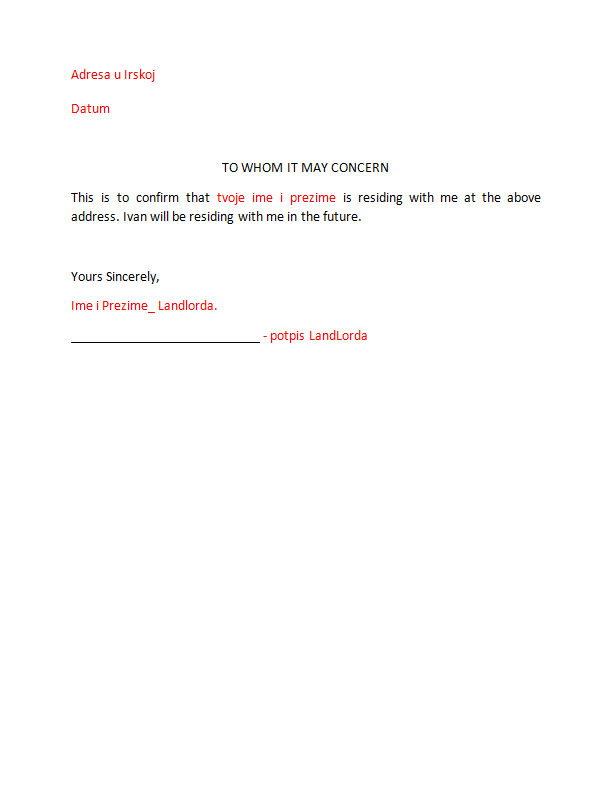 Adresa u Irskoj
Datum
TO WHOM IT MAY CONCERN
This is to confirm that tvoje ime i prezime is residing with me at the above
address. Ivan will be residing with me in the future.
Yours Sincerely,
Ime i Prezime_ Landlorda.
____________________________ - potpis LandLorda